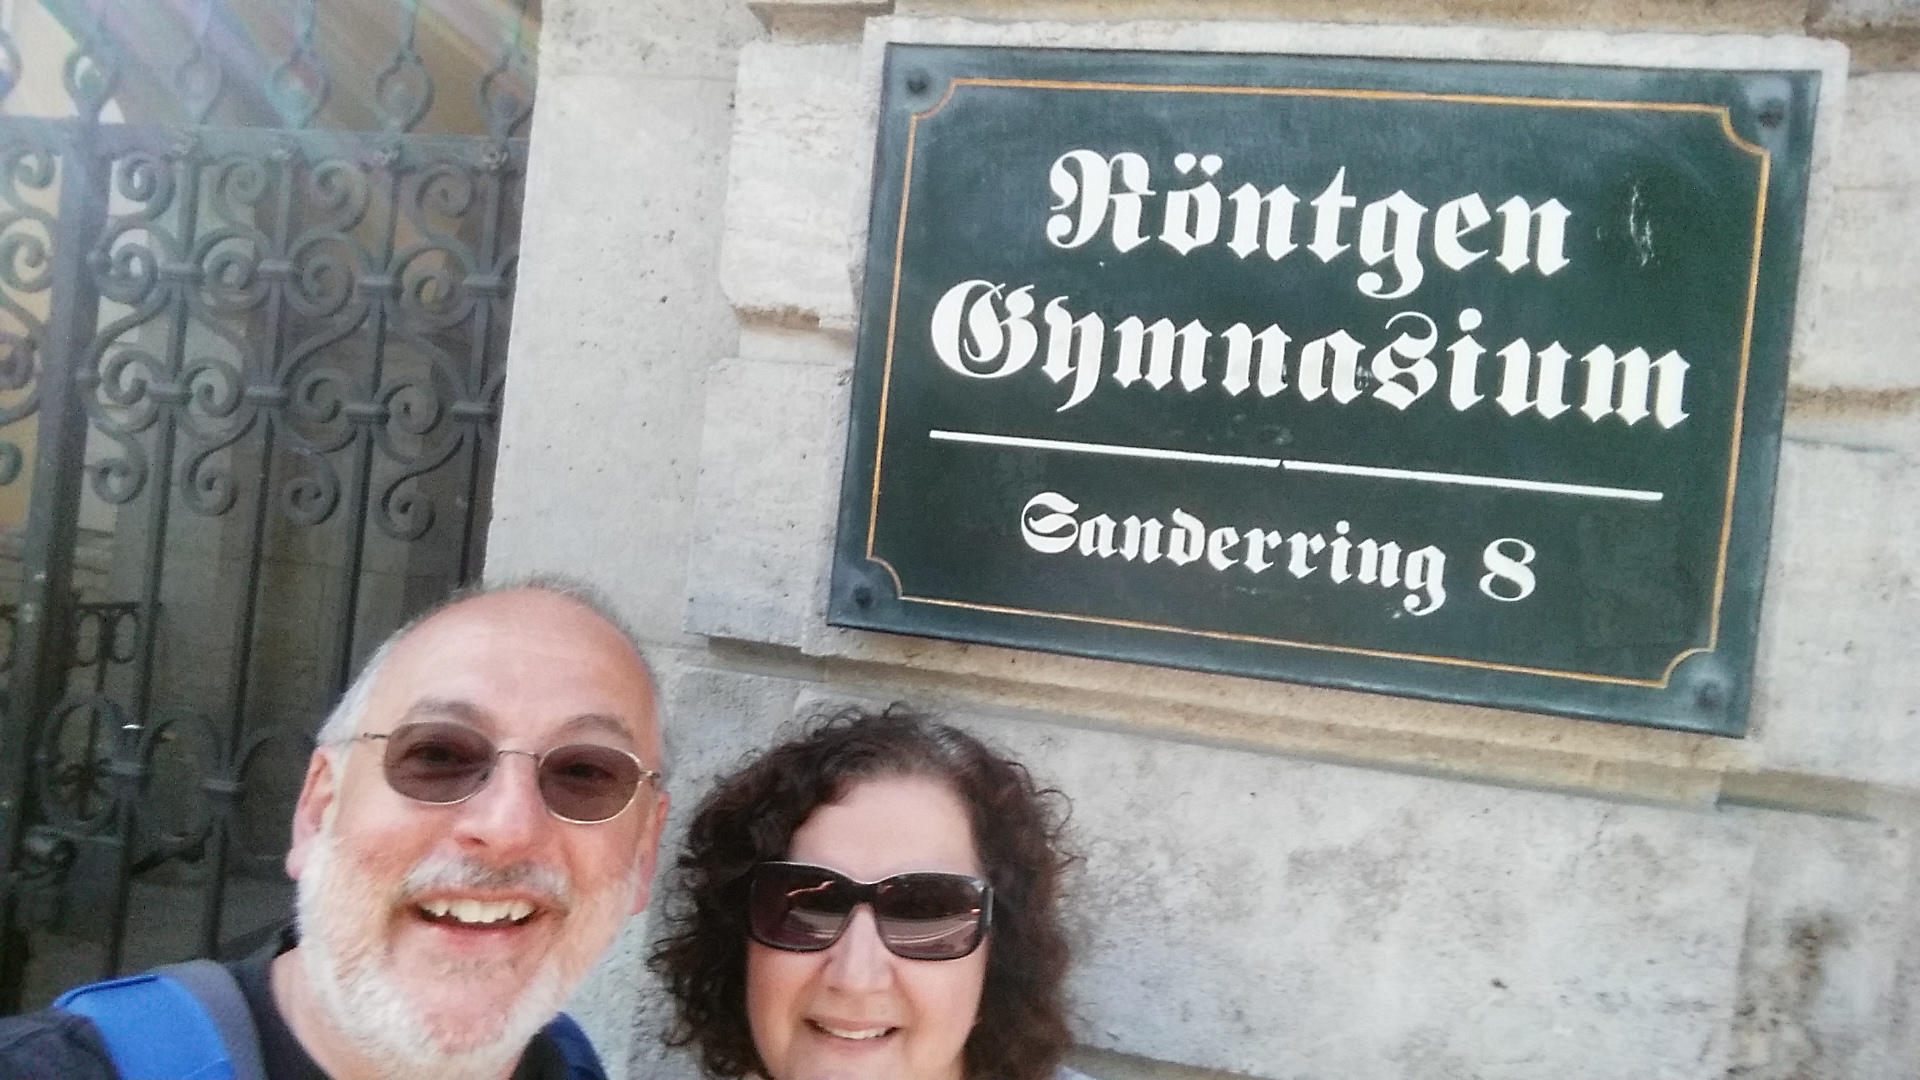 Röntgen
Gymnasium
Sanderring 8